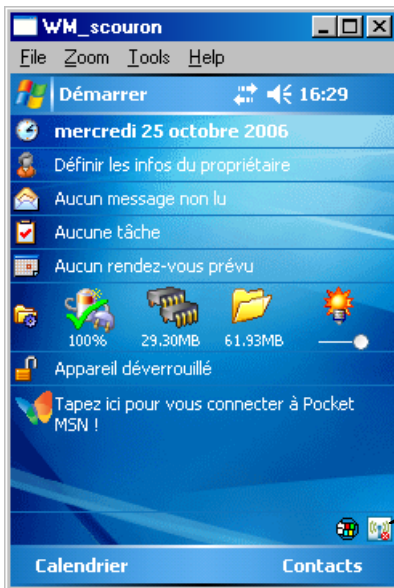 WM_scouron
File Zoom Tools Help
Démarrer 16:29
mercredi 25 octobre 2006
Définir les infos du propriétaire
Aucun message non lu
Aucune tâche
Aucun rendez-vous prévu
100% 29.30MB 61.93MB
Appareil déverrouillé
Tapez ici pour vous connecter à Pocket
MSN !
Calendrier Contacts